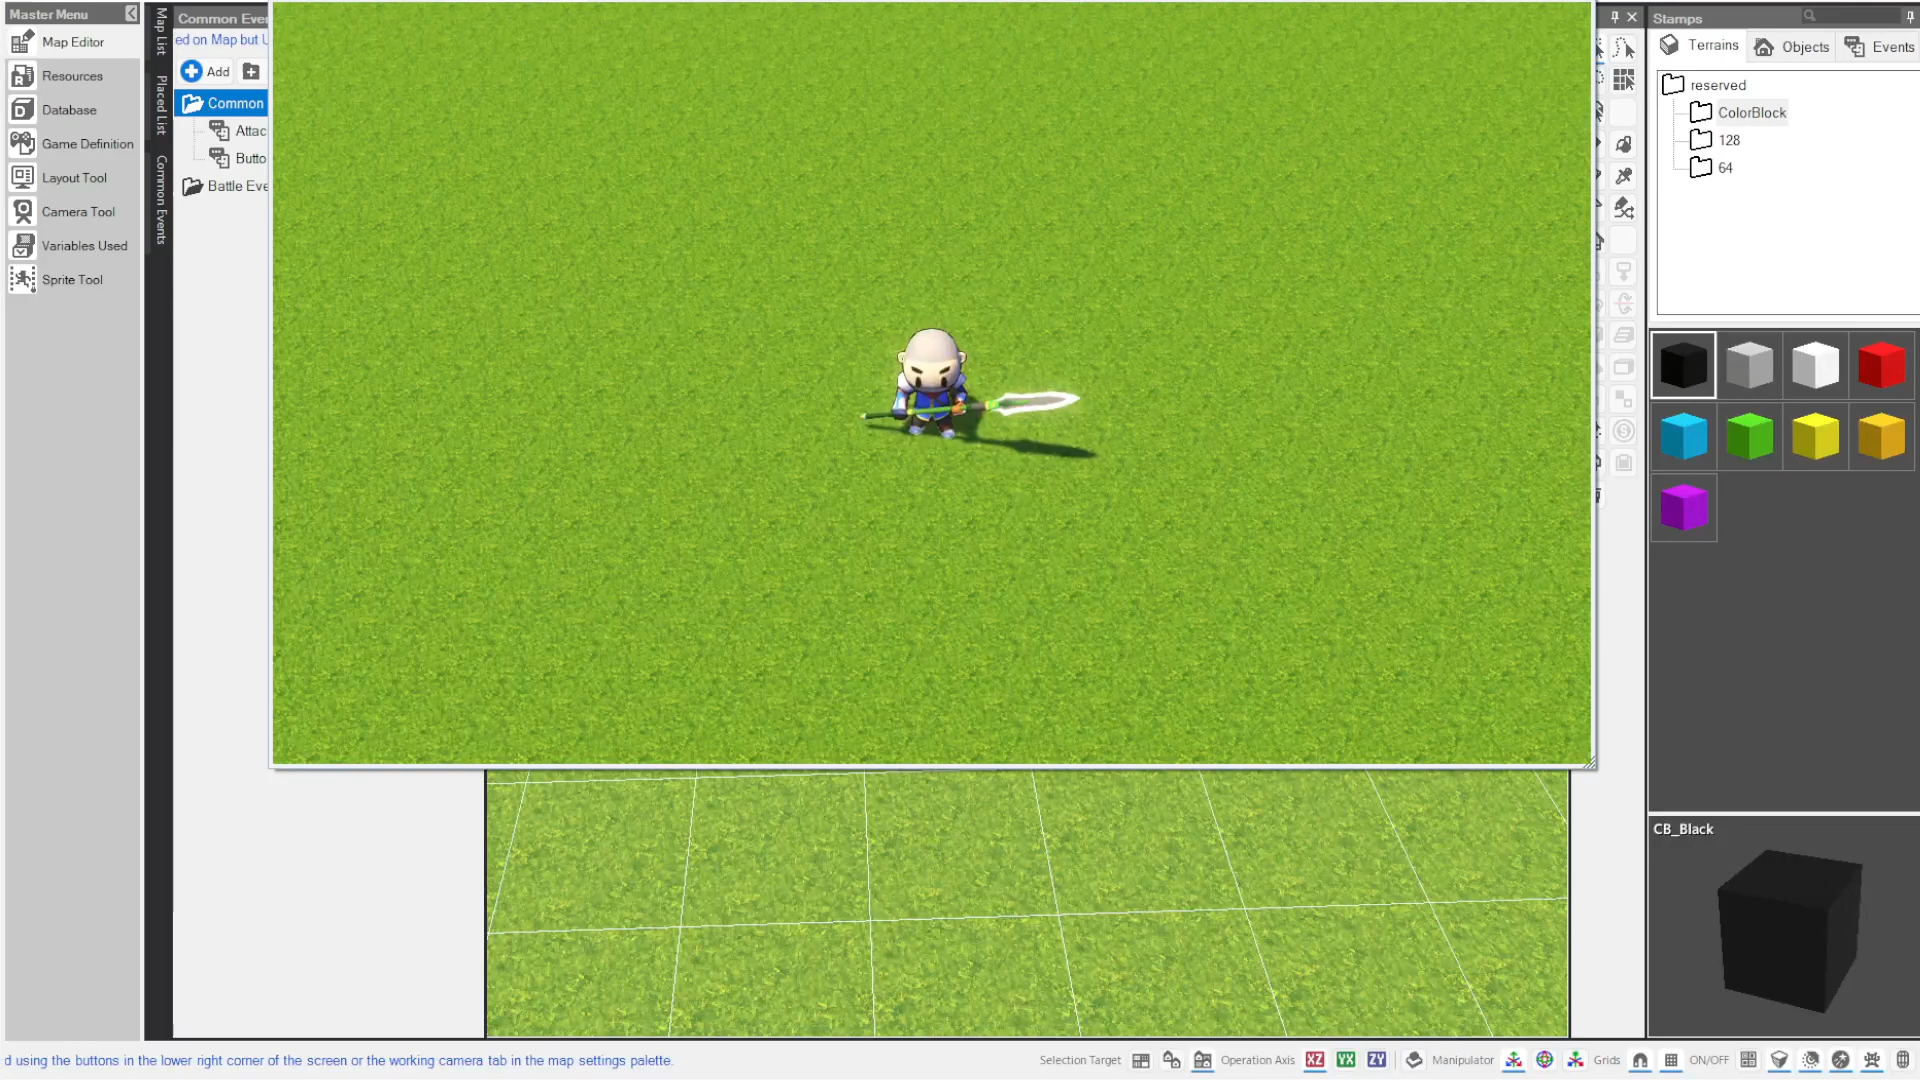 Master Menu
Map Editor
Resources
Database
Game Definition
Layout Tool
Camera Tool
Variables Used
Sprite Tool
Map List
Placed List
Common Events
Common Ever
ed on Map but U
Add
Common
Attac
Butto
Battle Eve
Stamps
Terrains
Objects
Events
reserved
ColorBlock
128
64
CB_Black
d using the buttons in the lower right corner of the screen or the working camera tab in the map settings palette.
Selection Target
Operation Axis
XZ
YX
ZY
Manipulator
Grids
ON/OFF